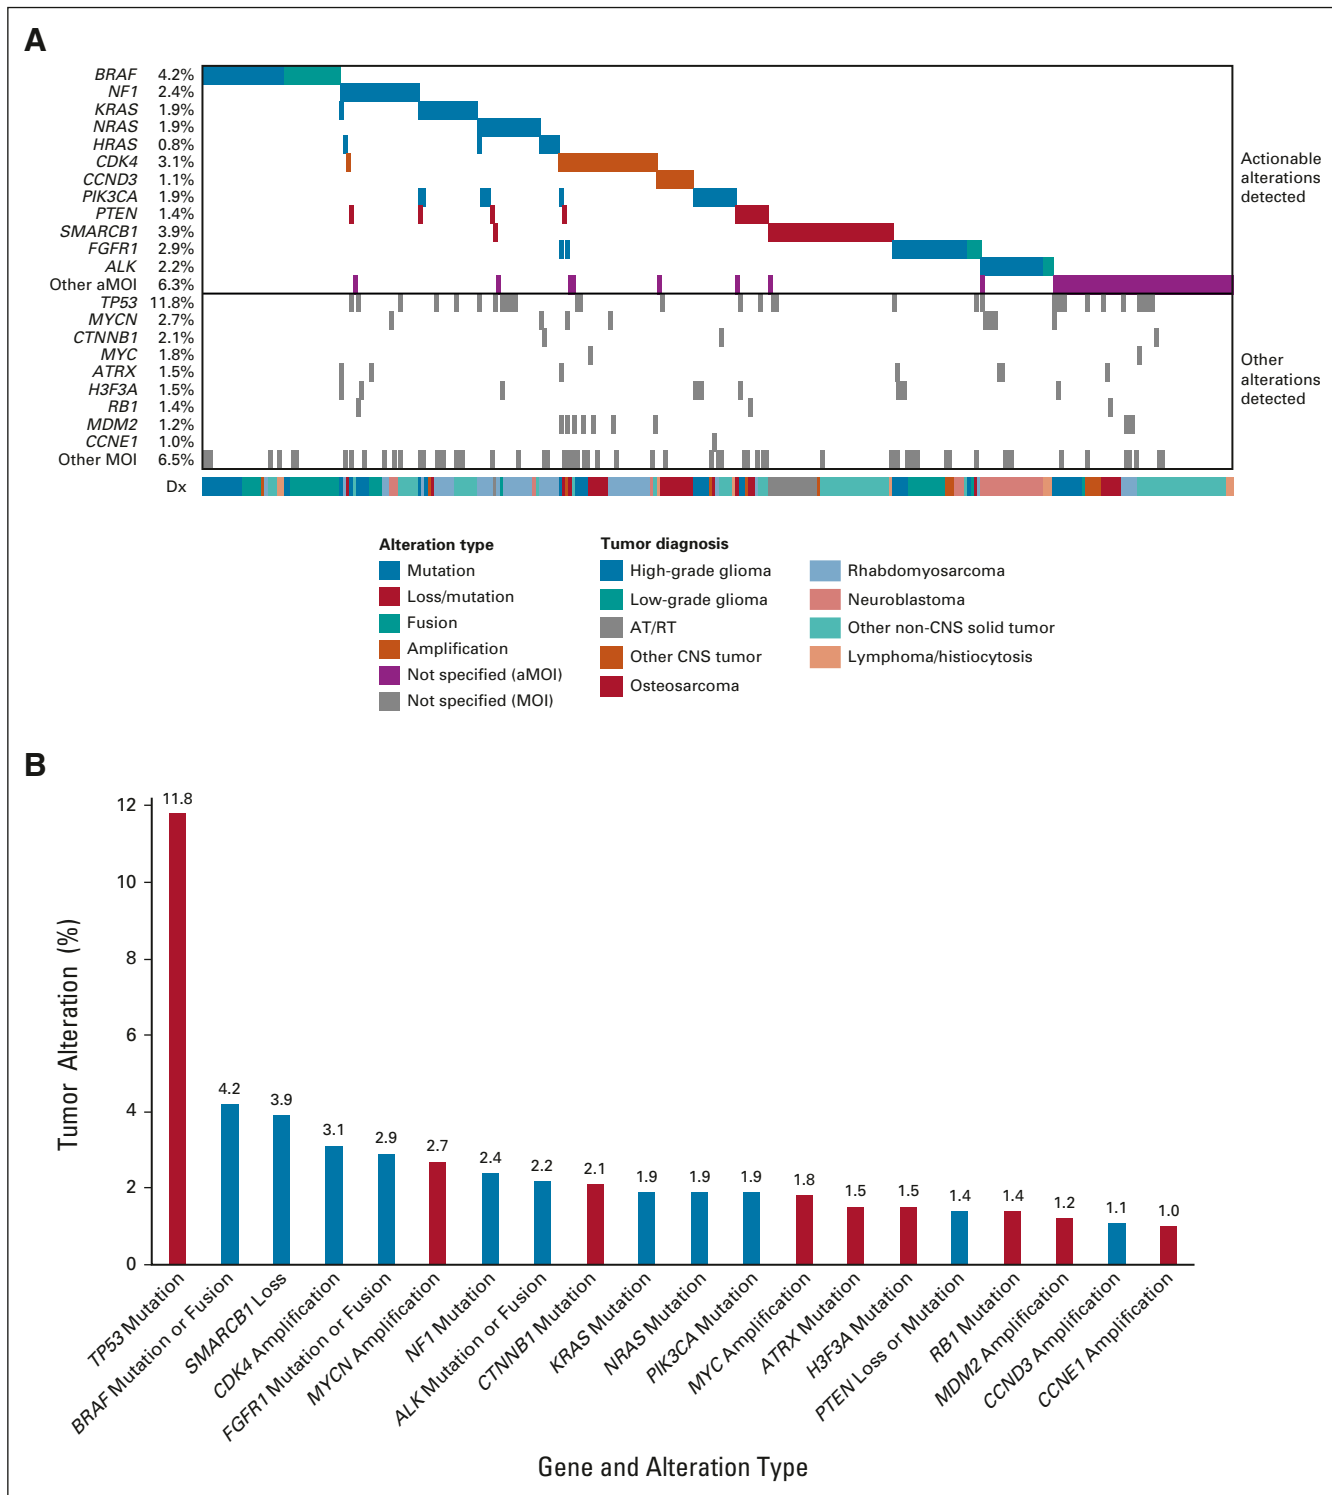 A
BRAF 4.2%
NF1 2.4%
KRAS 1.9%
NRAS 1.9%
HRAS 0.8%
CDK4 3.1%
CCND3 1.1%
PIK3CA 1.9%
PTEN 1.4%
SMARCB1 3.9%
FGFR1 2.9%
ALK 2.2%
Other aMOI 6.3%
Actionable
alterations
detected
TP53 11.8%
MYCN 2.7%
CTNNB1 2.1%
MYC 1.8%
ATRX 1.5%
H3F3A 1.5%
RB1 1.4%
MDM2 1.2%
CCNE1 1.0%
Other MOI 6.5%
Other
alterations
detected
Dx
Alteration type
Mutation
Loss/mutation
Fusion
Amplification
Not specified (aMOI)
Not specified (MOI)
Tumor diagnosis
High-grade glioma
Low-grade glioma
AT/RT
Other CNS tumor
Osteosarcoma
Rhabdomyosarcoma
Neuroblastoma
Other non-CNS solid tumor
Lymphoma/histiocytosis
B
Tumor Alteration (%)
12
10
8
6
4
2
0
11.8
4.2
3.9
3.1
2.9
2.7
2.4
2.2
2.1
1.9
1.9
1.9
1.8
1.5
1.5
1.4
1.4
1.2
1.1
1.0
TP53 Mutation
BRAF Mutation or Fusion
SMARCB1 Loss
CDK4 Amplification
FGFR1 Mutation or Fusion
MYCN Amplification
NF1 Mutation
ALK Mutation or Fusion
CTNNB1 Mutation
KRAS Mutation
NRAS Mutation
PIK3CA Mutation
MYC Amplification
ATRX Mutation
H3F3A Mutation
PTEN Loss or Mutation
RB1 Mutation
MDM2 Amplification
CCND3 Amplification
CCNE1 Amplification
Gene and Alteration Type